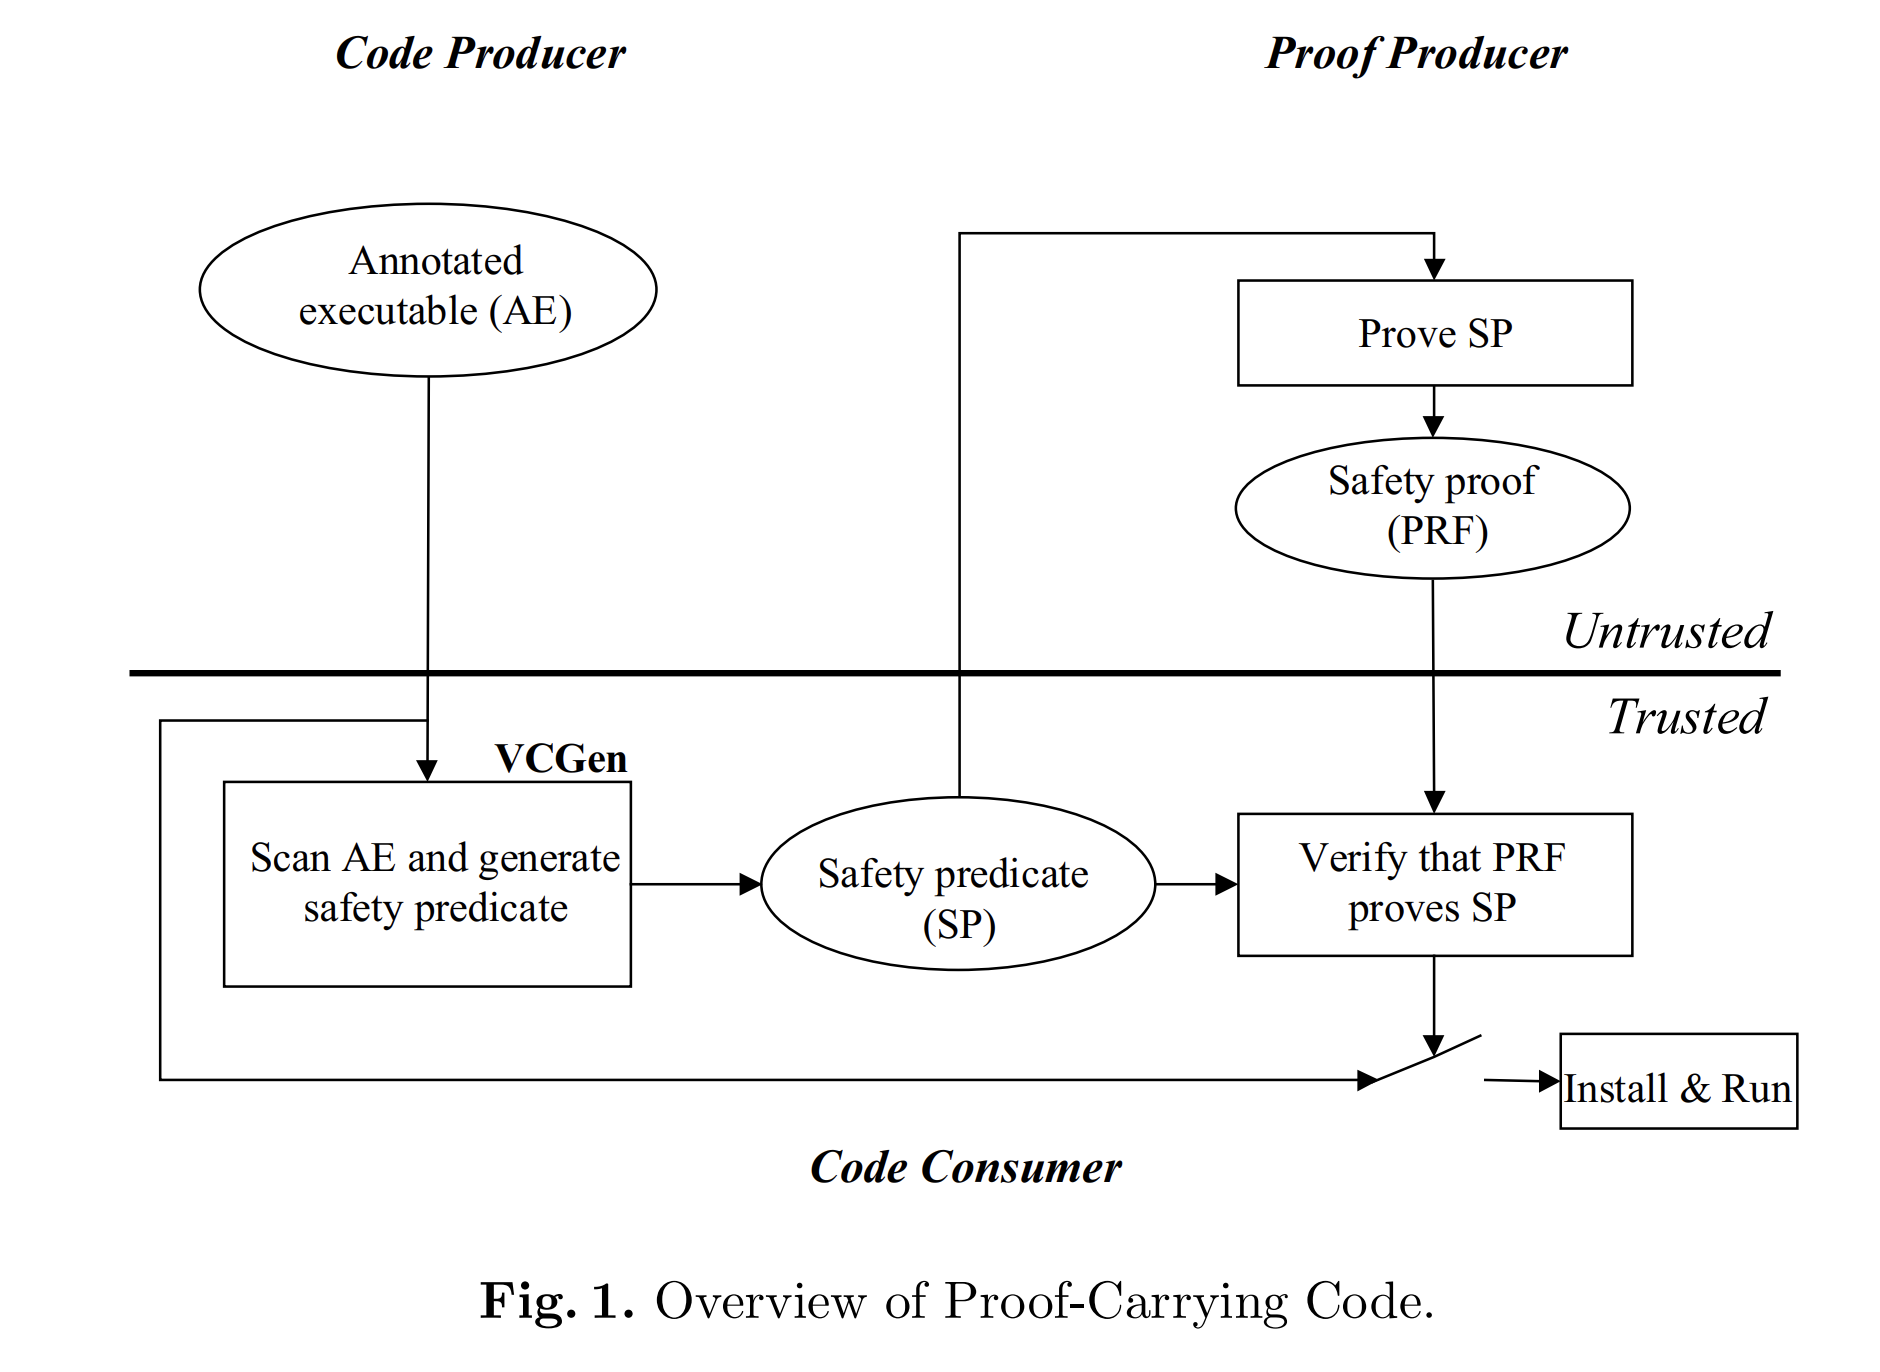 Code Producer
Proof Producer
Annotated
executable (AE)
Prove SP
Safety proof
(PRF)
Untrusted
Trusted
VCGen
Scan AE and generate
safety predicate
Safety predicate
(SP)
Verify that PRF
proves SP
Install & Run
Code Consumer
Fig. 1. Overview of Proof-Carrying Code.